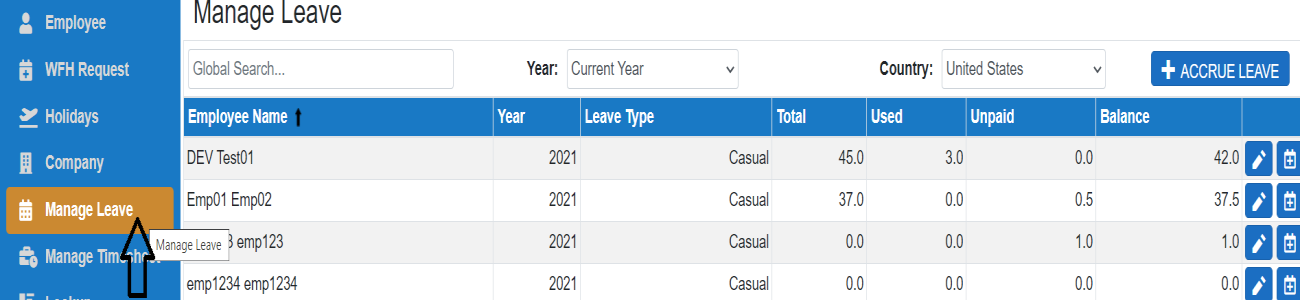 Employee
WFH Request
Holidays
Company
Manage Leave
Manage
Manage Leave
Manage Leave
Global Search...
Year: Current Year
Country: United States
ACCRUE LEAVE
Employee Name Year Leave Type Total Used Unpaid Balance
DEV Test01 2021 Casual 45.0 3.0 0.0 42.0
Emp01 Emp02 2021 Casual 37.0 0.0 0.5 37.5
emp123 2021 Casual 0.0 0.0 1.0 1.0
emp1234 emp1234 2021 Casual 0.0 0.0 0.0 0.0